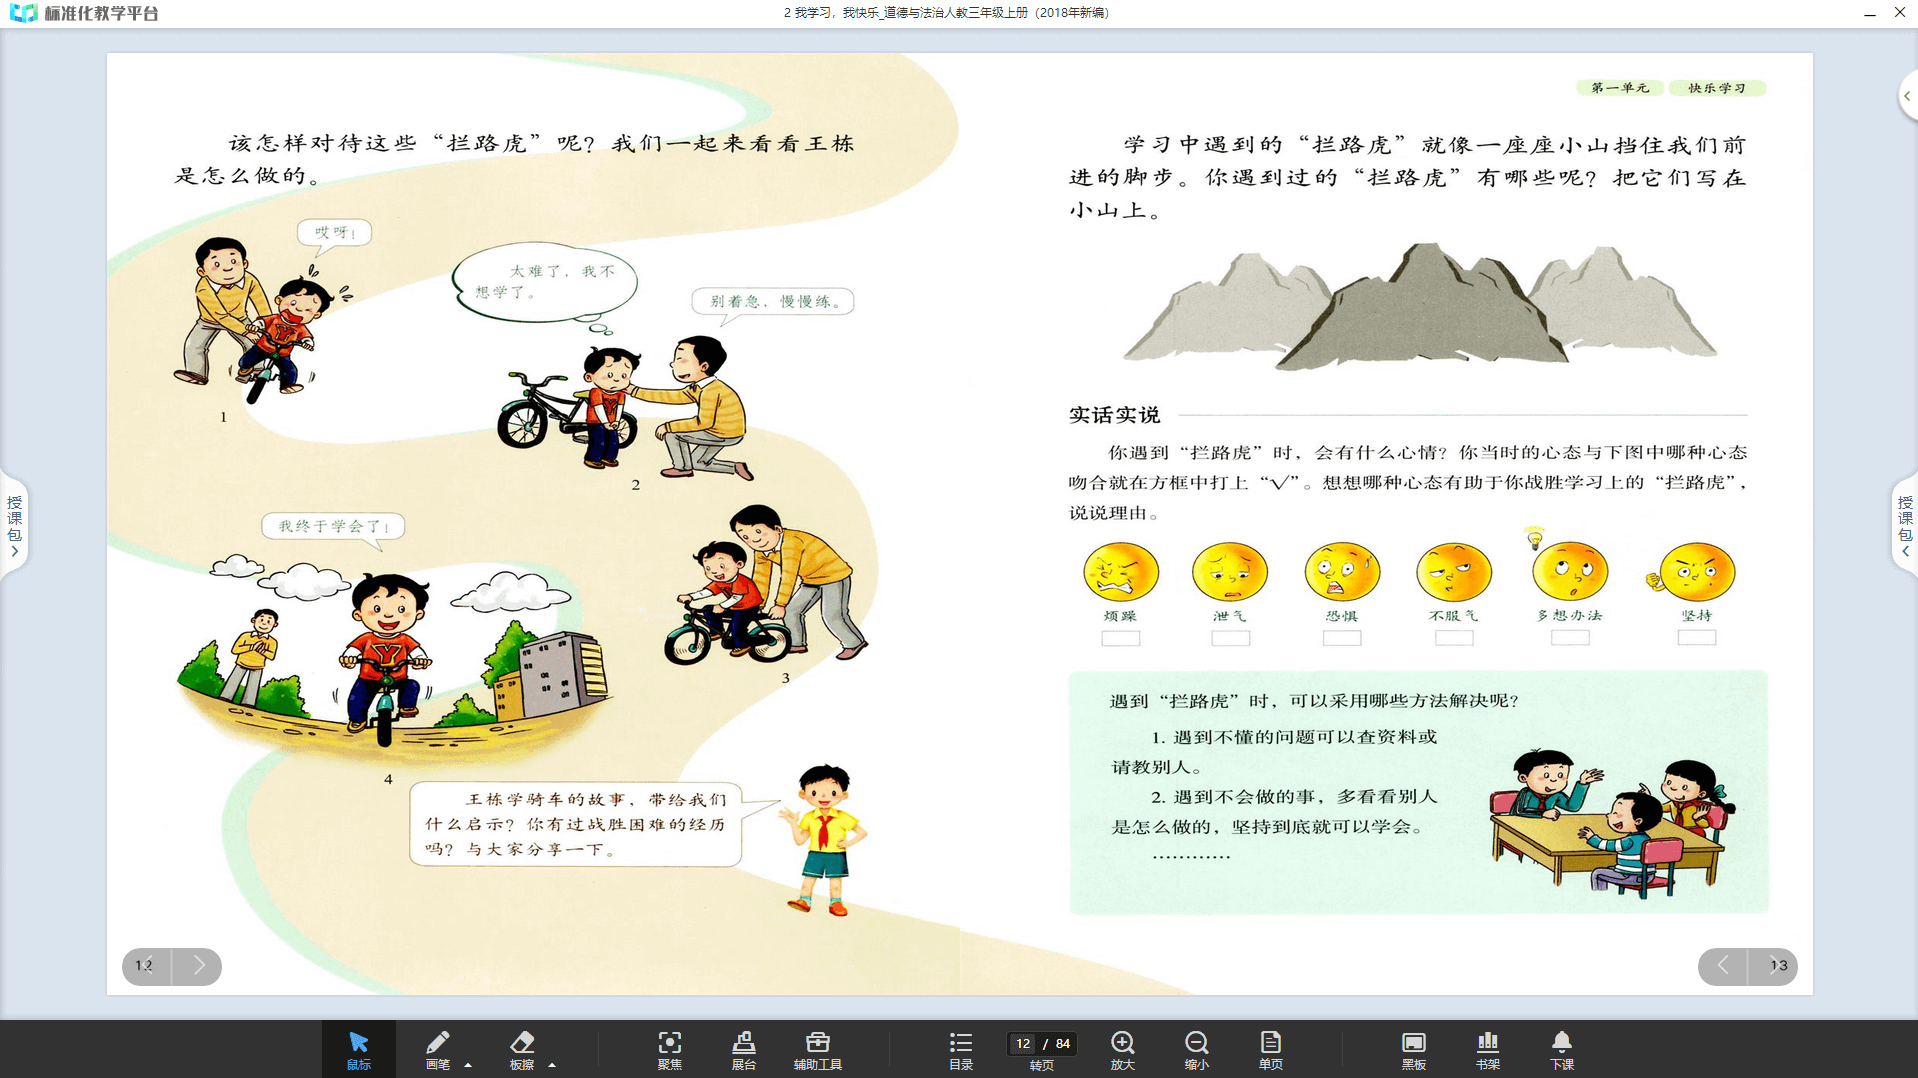 标准化教学平台
2 我学习，我快乐_道德与法治人教三年级上册（2018年新编）
该怎样对待这些“拦路虎”呢？我们一起来看看王栋
是怎么做的。
哎呀！
1
太难了，我不
想学了。
别着急，慢慢练。
2
我终于学会了！
3
4
王栋学骑车的故事，带给我们
什么启示？你有过战胜困难的经历
吗？与大家分享一下。
12
第一单元 快乐学习
学习中遇到的“拦路虎”就像一座座小山挡住我们前
进的脚步。你遇到过的“拦路虎”有哪些呢？把它们写在
小山上。
实话实说
你遇到“拦路虎”时，会有什么心情？你当时的心态与下图中哪种心态
吻合就在方框中打上“√”。想想哪种心态有助于你战胜学习上的“拦路虎”，
说说理由。
烦躁 泄气 恐惧 不服气 多想办法 坚持
遇到“拦路虎”时，可以采用哪些方法解决呢？
1. 遇到不懂的问题可以查资料或
请教别人。
2. 遇到不会做的事，多看看别人
是怎么做的，坚持到底就可以学会。
…………
13
授课包
授课包
鼠标 画笔 板擦 聚焦 展台 辅助工具 目录 12 / 84 转页 放大 缩小 单页 黑板 书架 下课